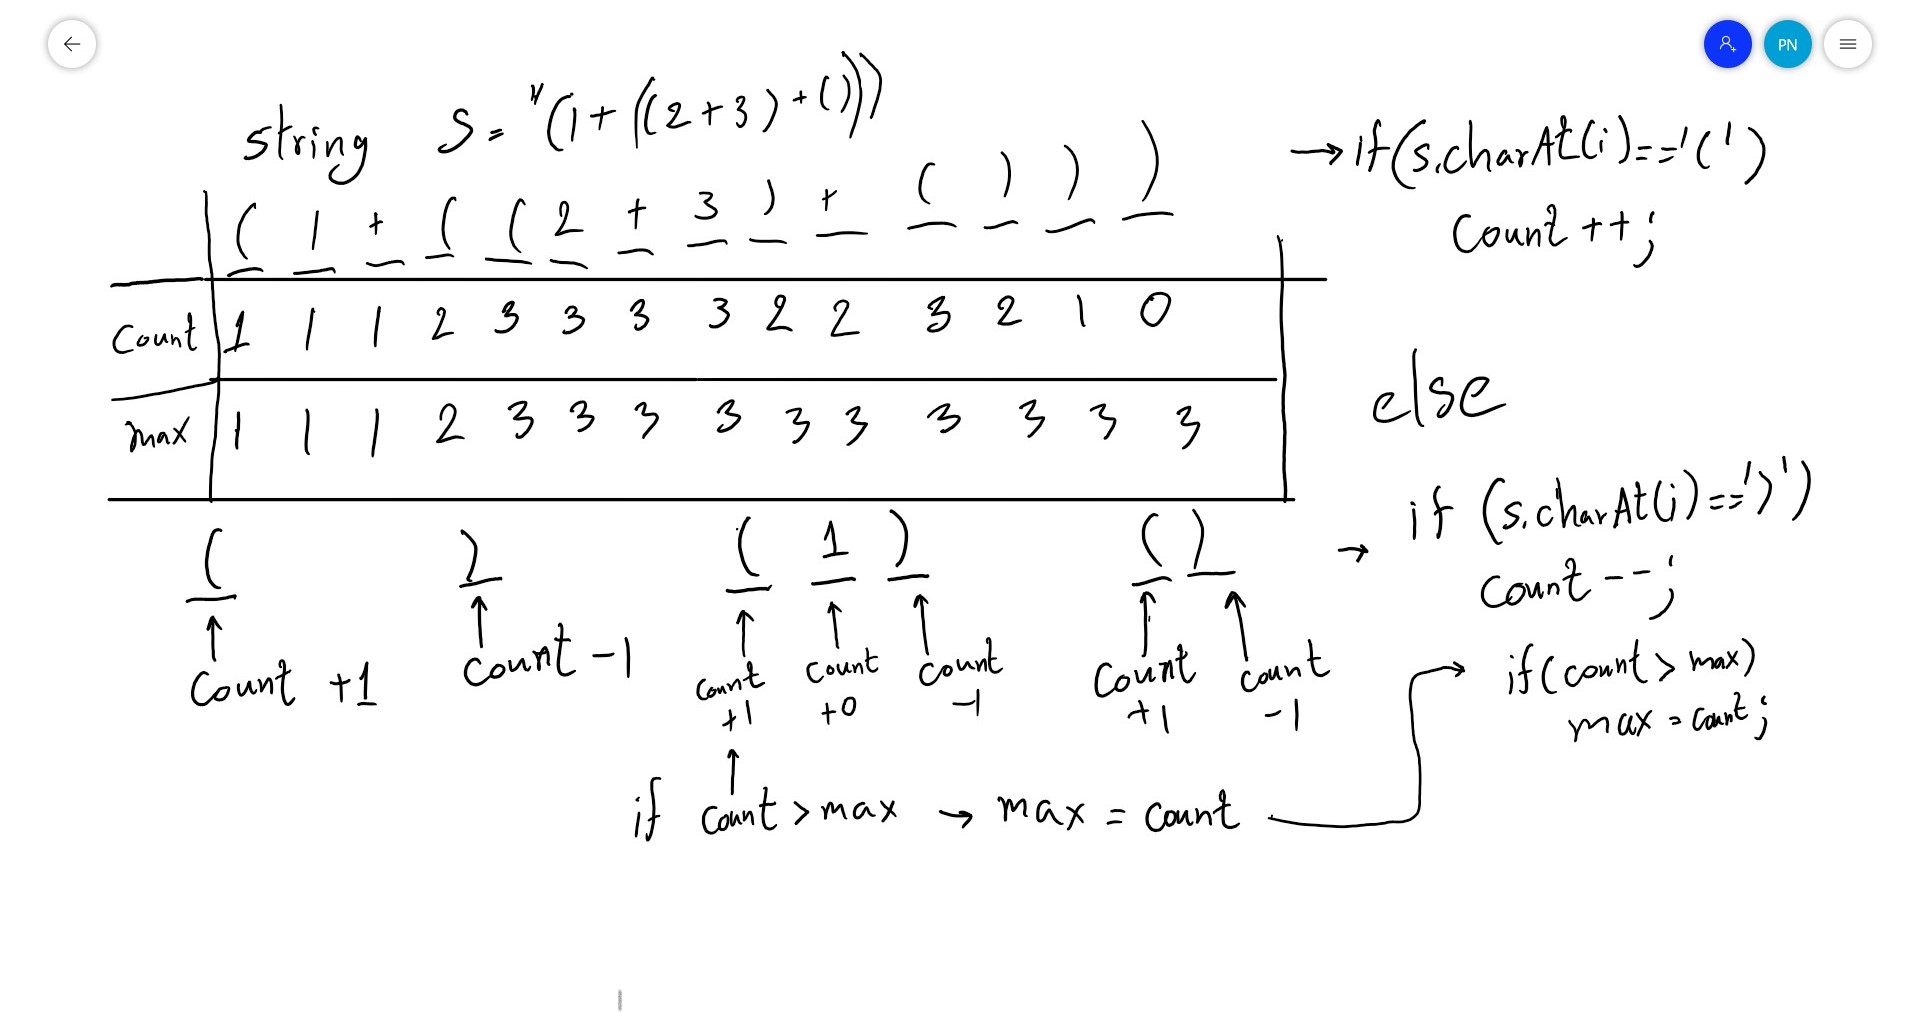 PN
string S = "(1+((2+3)+()))
( 1 + ( ( 2 + 3 ) + ( ) ) )
Count 1 1 1 2 3 3 3 3 2 2 3 2 1 0
max 1 1 1 2 3 3 3 3 3 3 3 3 3 3
( ) ( 1 ) ( )
Count +1
Count -1
Count +1
Count +0
Count -1
Count +1
Count -1
if Count > max → max = Count
→ if(s.charAt(i)=='(')
Count ++;
else
→ if (s.charAt(i)==')')
Count --;
if(count > max)
max = Count;